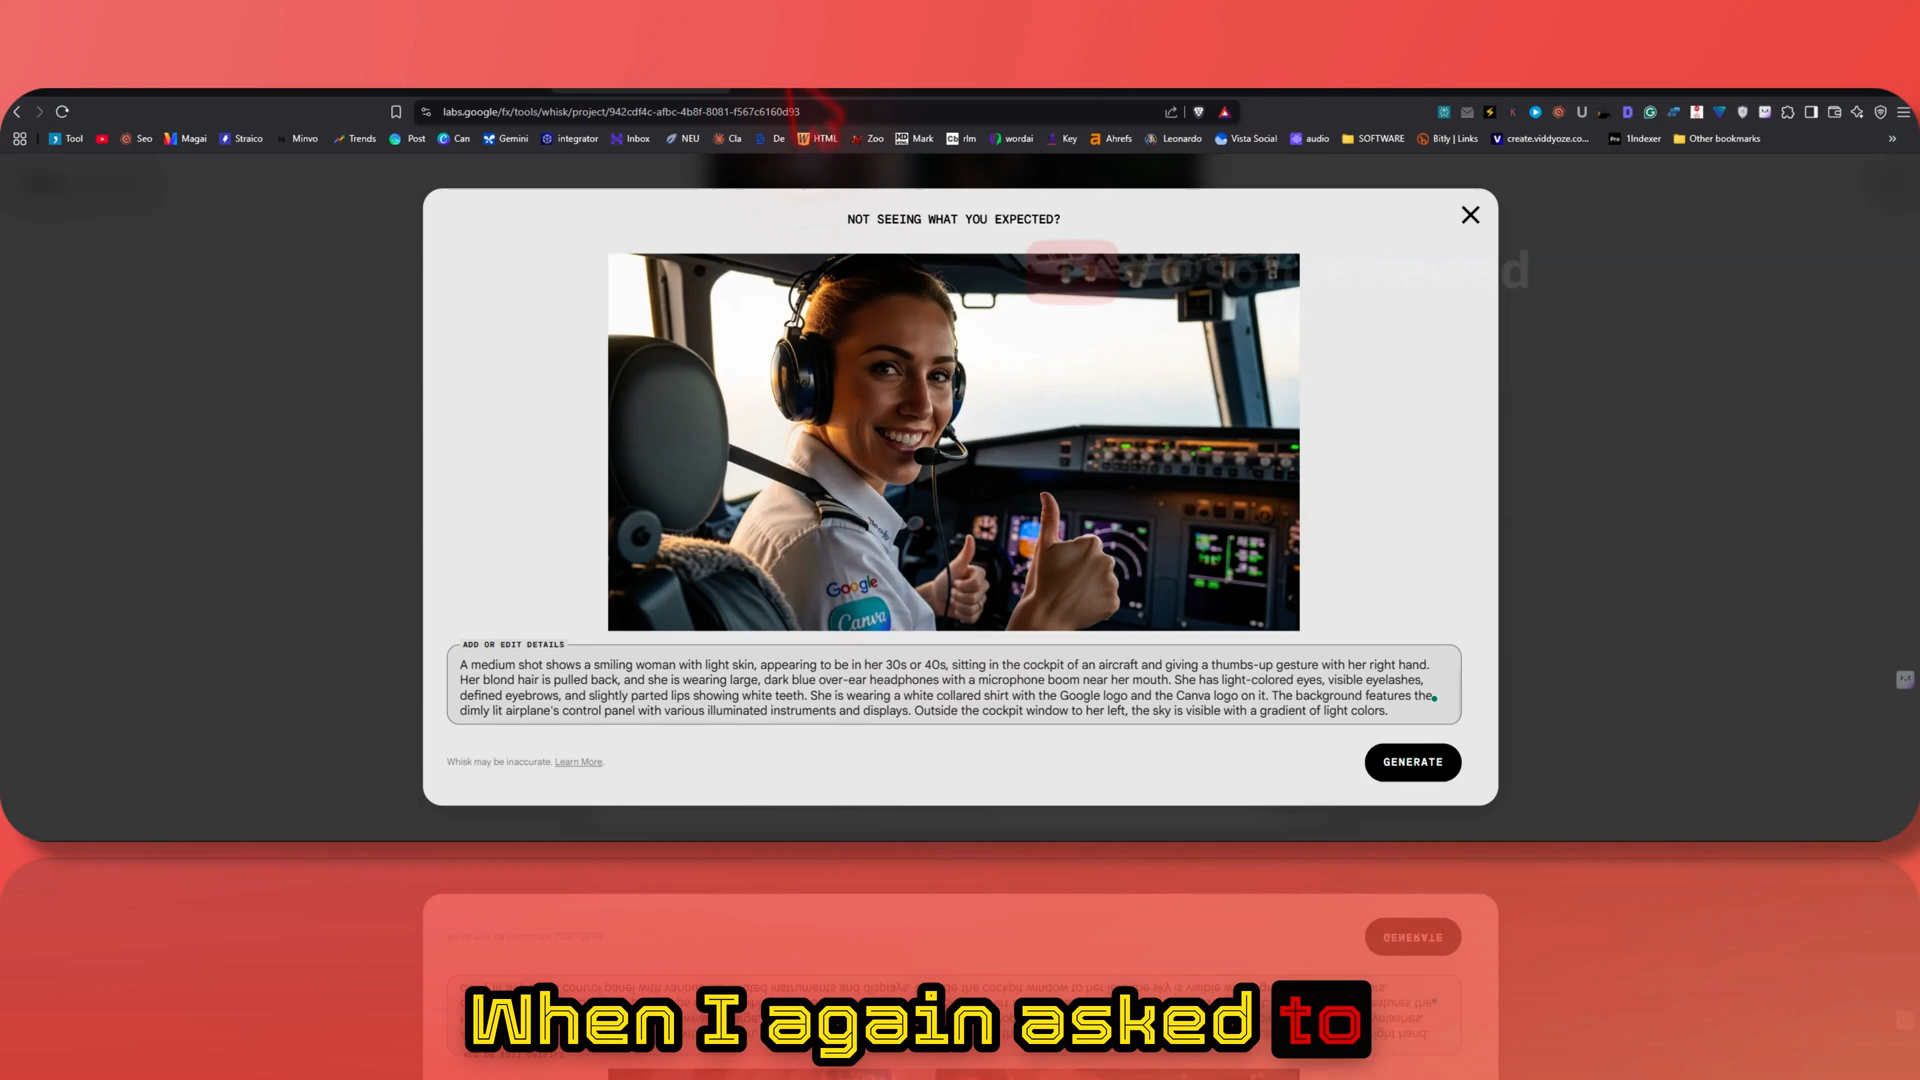 labs.google/fx/tools/whisk/project/942cdf4c-afbc-4b8f-8081-f567c6160d93
Tool Seo Magai Straico Minvo Trends Post Can Gemini integrator Inbox NEU Cla De HTML Zoo Mark rlm wordai Key Ahrefs Leonardo Vista Social audio SOFTWARE Bitly | Links create.viddyoze.co... 1Indexer Other bookmarks »
NOT SEEING WHAT YOU EXPECTED?
@softreviewed
Google
Canva
ADD OR EDIT DETAILS
A medium shot shows a smiling woman with light skin, appearing to be in her 30s or 40s, sitting in the cockpit of an aircraft and giving a thumbs-up gesture with her right hand.
Her blond hair is pulled back, and she is wearing large, dark blue over-ear headphones with a microphone boom near her mouth. She has light-colored eyes, visible eyelashes,
defined eyebrows, and slightly parted lips showing white teeth. She is wearing a white collared shirt with the Google logo and the Canva logo on it. The background features the
dimly lit airplane's control panel with various illuminated instruments and displays. Outside the cockpit window to her left, the sky is visible with a gradient of light colors.
Whisk may be inaccurate. Learn More.
GENERATE
GENERATE
When I again asked to